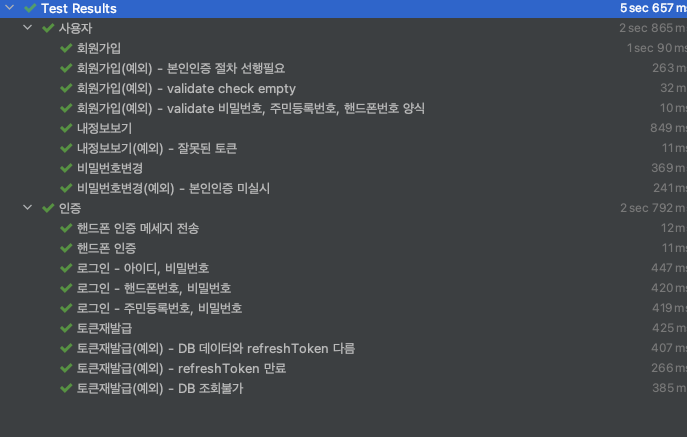 Test Results 5 sec 657 ms
사용자 2 sec 865 m
회원가입 1 sec 90 ms
회원가입(예외) - 본인인증 절차 선행필요 263 m
회원가입(예외) - validate check empty 32 m
회원가입(예외) - validate 비밀번호, 주민등록번호, 핸드폰번호 양식 10 ms
내정보보기 849 ms
내정보보기(예외) - 잘못된 토큰 11 ms
비밀번호변경 369 m
비밀번호변경(예외) - 본인인증 미실시 241 ms
인증 2 sec 792 m
핸드폰 인증 메세지 전송 12 m
핸드폰 인증 11 ms
로그인 - 아이디, 비밀번호 447 ms
로그인 - 핸드폰번호, 비밀번호 420 ms
로그인 - 주민등록번호, 비밀번호 419 ms
토큰재발급 425 m
토큰재발급(예외) - DB 데이터와 refreshToken 다름 407 ms
토큰재발급(예외) - refreshToken 만료 266 ms
토큰재발급(예외) - DB 조회불가 385 m